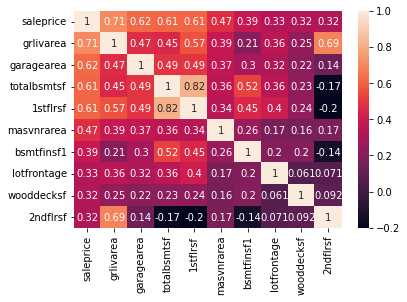 saleprice 1 0.71 0.62 0.61 0.61 0.47 0.39 0.33 0.32 0.32 1.0
grlivarea 0.71 1 0.47 0.45 0.57 0.39 0.21 0.36 0.25 0.69 0.8
garagearea 0.62 0.47 1 0.49 0.49 0.37 0.3 0.32 0.22 0.14
totalbsmtsf 0.61 0.45 0.49 1 0.82 0.36 0.52 0.36 0.23 -0.17 0.6
1stflrsf 0.61 0.57 0.49 0.82 1 0.34 0.45 0.4 0.24 -0.2
masvnrarea 0.47 0.39 0.37 0.36 0.34 1 0.26 0.17 0.16 0.17 0.4
bsmtfinsf1 0.39 0.21 0.3 0.52 0.45 0.26 1 0.2 0.2 -0.14 0.2
lotfrontage 0.33 0.36 0.32 0.36 0.4 0.17 0.2 1 0.061 0.071
wooddecksf 0.32 0.25 0.22 0.23 0.24 0.16 0.2 0.061 1 0.092 0.0
2ndflrsf 0.32 0.69 0.14 -0.17 -0.2 0.17 -0.14 0.071 0.092 1 −0.2
saleprice grlivarea garagearea totalbsmtsf 1stflrsf masvnrarea bsmtfinsf1 lotfrontage wooddecksf 2ndflrsf